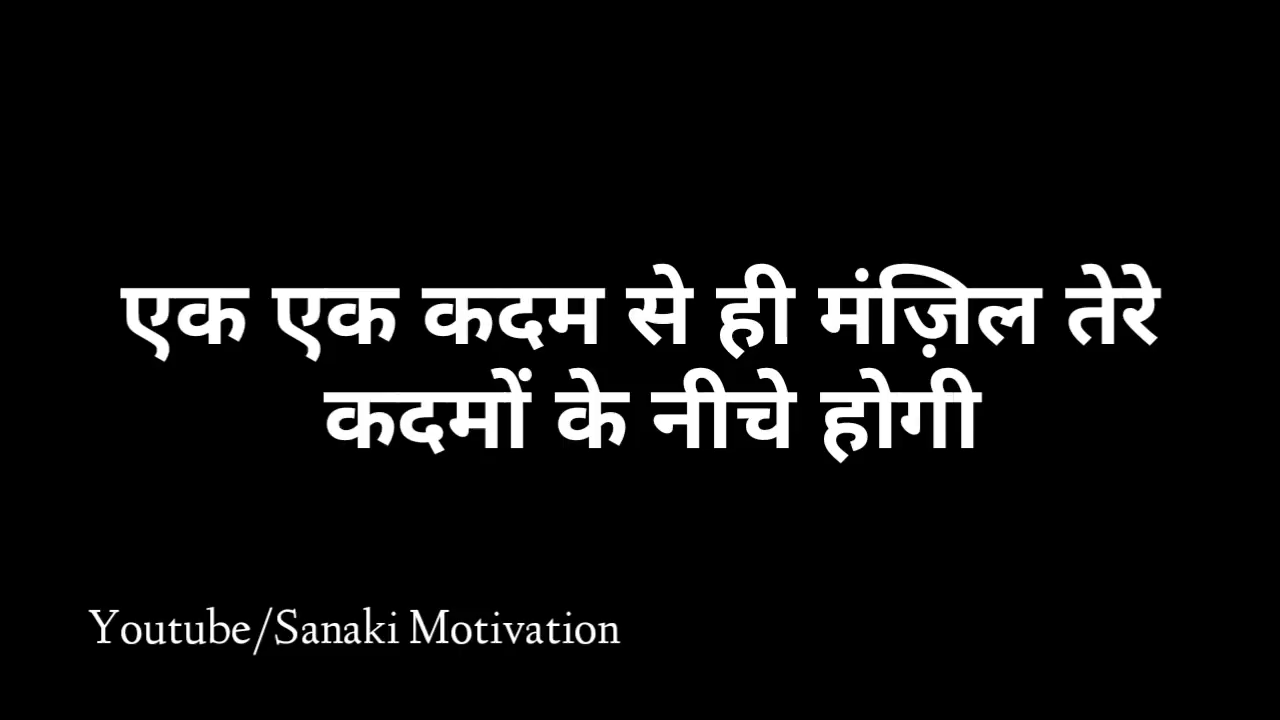 एक एक कदम से ही मंज़िल तेरे
कदमों के नीचे होगी
Youtube/Sanaki Motivation